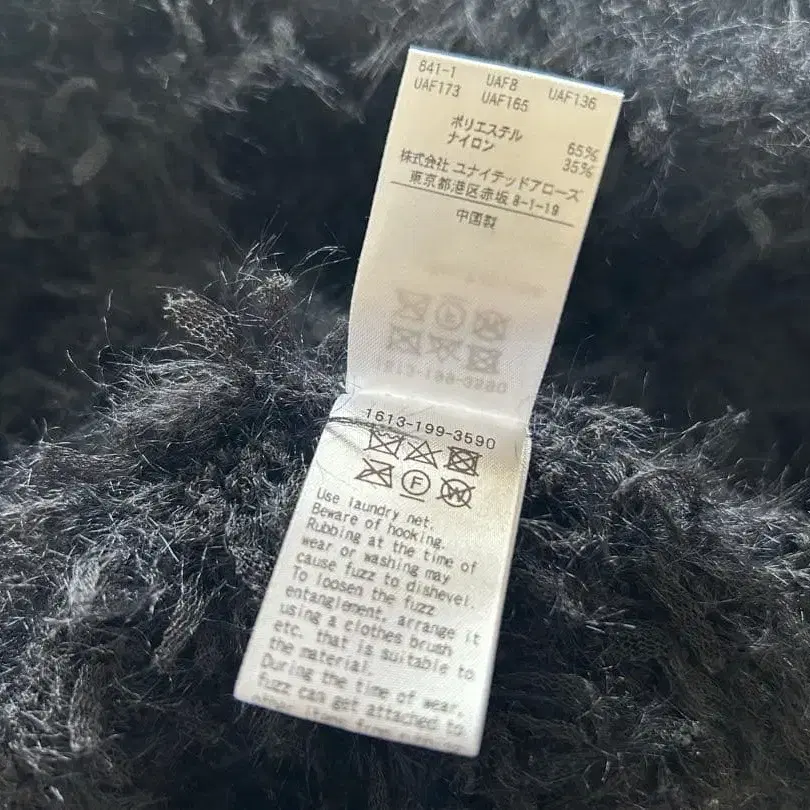 841-1 UAF8 UAF136
UAF173 UAF165
ポリエステル 65%
ナイロン 35%
株式会社 ユナイテッドアローズ
東京都港区赤坂 8-1-19
中国製
1613-199-3590
1613-199-3590
F
W
Use laundry net.
Beware of hooking.
Rubbing at the time of
wear or washing may
cause fuzz to dishevel.
To loosen the fuzz
entanglement, arrange it
using a clothes brush
etc. that is suitable to
the material.
During the time of wear,
fuzz can get attached to